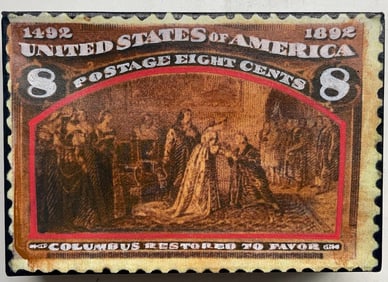 1492 1892
UNITED STATES OF AMERICA
8 POSTAGE EIGHT CENTS 8
COLUMBUS RESTORED TO FAVOR